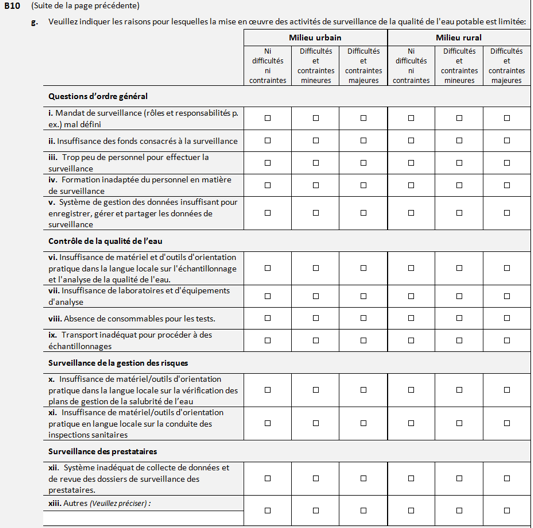 B10 (Suite de la page précédente)
g. Veuillez indiquer les raisons pour lesquelles la mise en œuvre des activités de surveillance de la qualité de l'eau potable est limitée:
Milieu urbain Milieu rural
Ni difficultés ni contraintes
Difficultés et contraintes mineures
Difficultés et contraintes majeures
Ni difficultés ni contraintes
Difficultés et contraintes mineures
Difficultés et contraintes majeures
Questions d'ordre général
i. Mandat de surveillance (rôles et responsabilités p.
ex.) mal défini
ii. Insuffisance des fonds consacrés à la surveillance
iii. Trop peu de personnel pour effectuer la
surveillance
iv. Formation inadaptée du personnel en matière
de surveillance
v. Système de gestion des données insuffisant pour
enregistrer, gérer et partager les données de
surveillance
Contrôle de la qualité de l'eau
vi. Insuffisance de matériel et d'outils d'orientation
pratique dans la langue locale sur l'échantillonnage
et l'analyse de la qualité de l'eau.
vii. Insuffisance de laboratoires et d'équipements
d'analyse
viii. Absence de consommables pour les tests.
ix. Transport inadéquat pour procéder à des
échantillonnages
Surveillance de la gestion des risques
x. Insuffisance de matériel/outils d'orientation
pratique dans la langue locale sur la vérification des
plans de gestion de la salubrité de l'eau
xi. Insuffisance de matériel/outils d'orientation
pratique en langue locale sur la conduite des
inspections sanitaires
Surveillance des prestataires
xii. Système inadéquat de collecte de données et
de revue des dossiers de surveillance des
prestataires.
xiii. Autres (Veuillez préciser) :